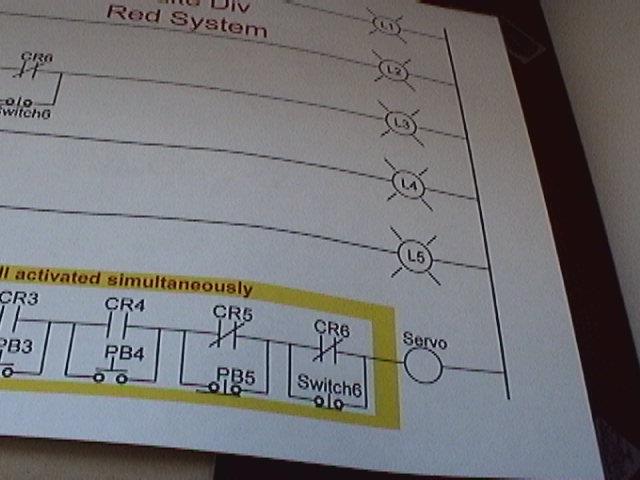 Div
Red System
L1
L2
CR6
L3
Switch6
L4
L5
ll activated simultaneously
CR3
CR4
CR5
CR6
Servo
PB3
PB4
PB5
Switch6